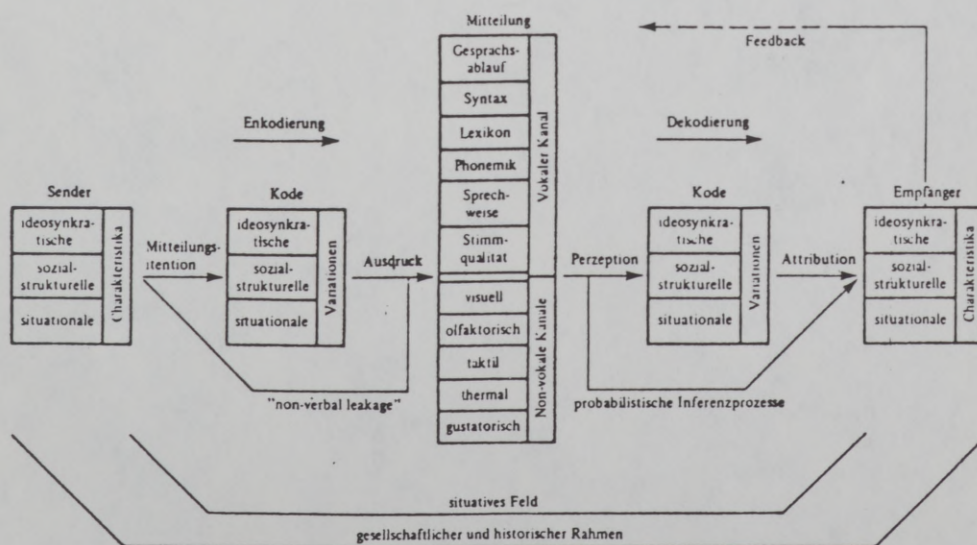 Mitteilung
Gesprachs-
ablauf
Syntax
Lexikon
Phonemik
Sprech-
weise
Stimm-
qualität
Vokaler Kanal
visuell
olfaktorisch
taktil
thermal
gustatorisch
Non-vokale Kanale
Feedback
Enkodierung
Dekodierung
Sender
ideosynkra-
tische
sozial-
strukturelle
situationale
Charakteristika
Mitteilungs-
itention
Kode
ideosynkra-
tische
sozial-
strukturelle
situationale
Variationen
Ausdruck
"non-verbal leakage"
Perzeption
Kode
ideosynkra-
tische
sozial-
strukturelle
situationale
Variationen
Attribution
probabilistische Inferenzprozesse
Empfänger
ideosynkra-
tische
sozial-
strukturelle
situationale
Charakteristika
situatives Feld
gesellschaftlicher und historischer Rahmen